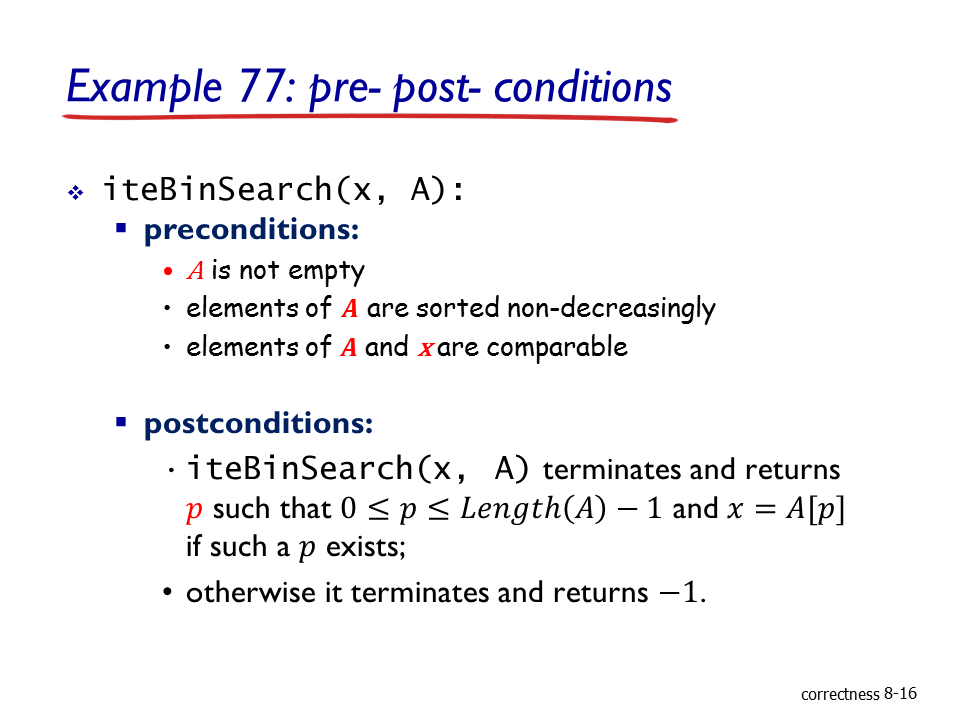 Example 77: pre- post- conditions
❖ iteBinSearch(x, A):
▪ preconditions:
• A is not empty
• elements of A are sorted non-decreasingly
• elements of A and x are comparable
▪ postconditions:
• iteBinSearch(x, A) terminates and returns
p such that 0 ≤ p ≤ Length(A) − 1 and x = A[p]
if such a p exists;
• otherwise it terminates and returns −1.
correctness 8-16